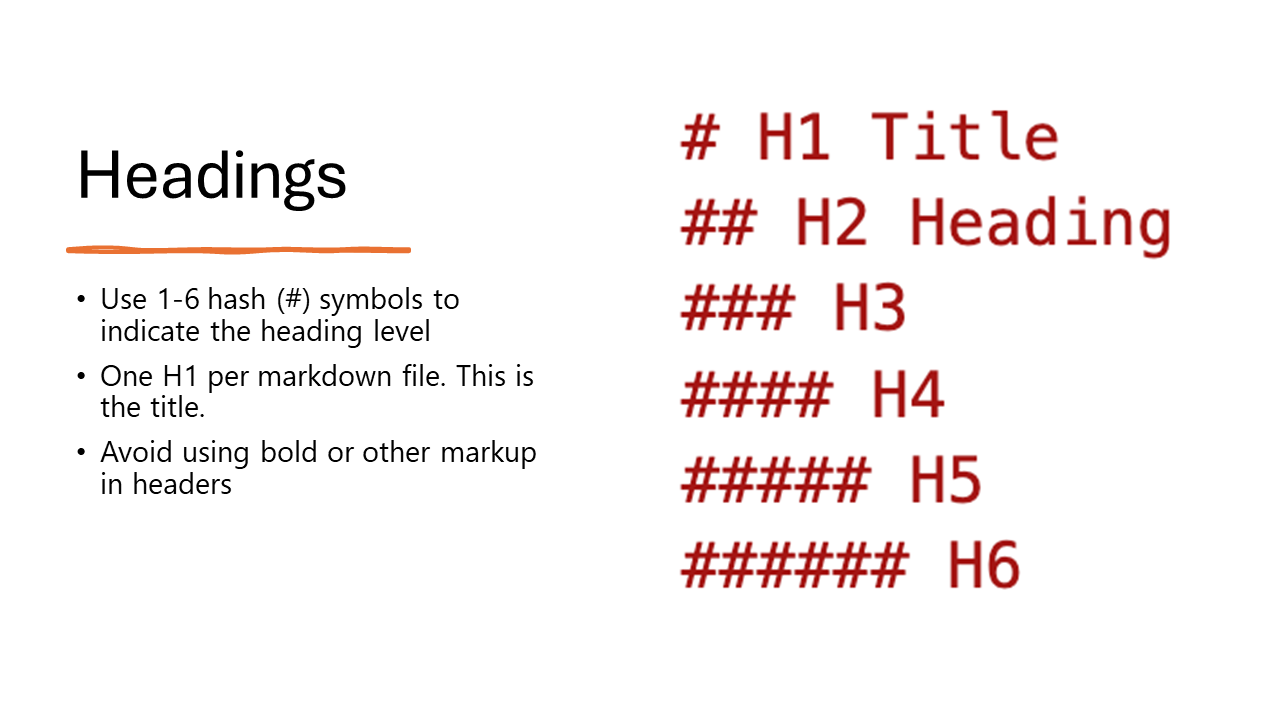 Headings
• Use 1-6 hash (#) symbols to
indicate the heading level
• One H1 per markdown file. This is
the title.
• Avoid using bold or other markup
in headers
# H1 Title
## H2 Heading
### H3
#### H4
##### H5
###### H6